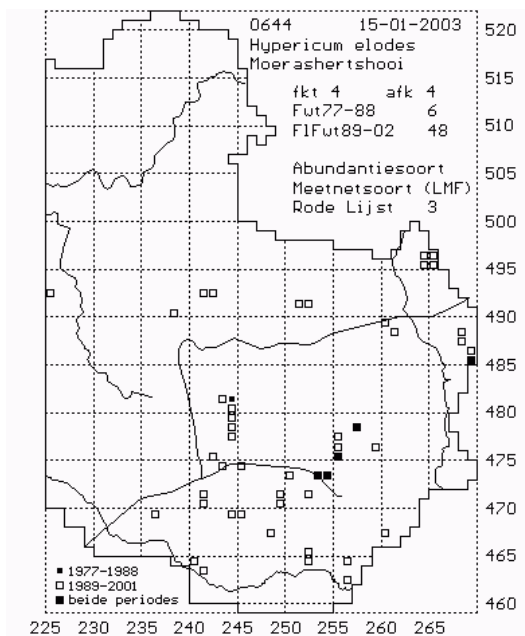 0644 15-01-2003
Hypericum elodes
Moerashertshooi
fkt 4 afk 4
Fwt77-88 6
FlFwt89-02 48
Abundantiesoort
Meetnetsoort (LMF)
Rode Lijst 3
520
515
510
505
500
495
490
485
480
475
470
465
460
1977-1988
1989-2001
beide periodes
225 230 235 240 245 250 255 260 265